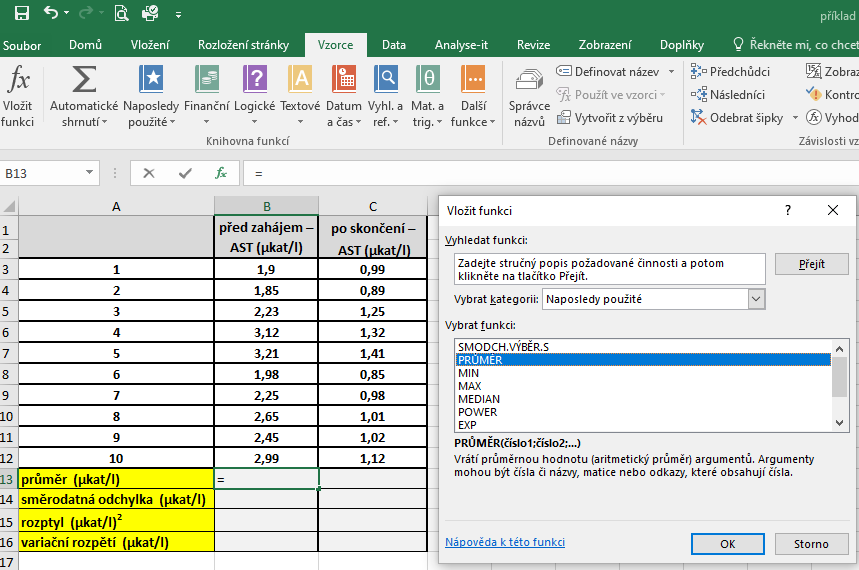 příklad
Soubor Domů Vložení Rozložení stránky Vzorce Data Analyse-it Revize Zobrazení Doplňky Řekněte mi, co chcet
fx Σ ? θ
Vložit funkci
Automatické shrnutí
Naposledy použité
Finanční
Logické
Textové
Datum a čas
Vyhl. a ref.
Mat. a trig.
Další funkce
Knihovna funkcí
Správce názvů
Definovat název
Použít ve vzorci
Vytvořit z výběru
Definované názvy
Předchůdci
Následníci
Odebrat šipky
Zobraz
Kontro
Vyhod
Závislosti vz
B13 fx =
A B C
1 před zahájem – po skončení –
2 AST (µkat/l) AST (µkat/l)
3 1 1,9 0,99
4 2 1,85 0,89
5 3 2,23 1,25
6 4 3,12 1,32
7 5 3,21 1,41
8 6 1,98 0,85
9 7 2,25 0,98
10 8 2,65 1,01
11 9 2,45 1,02
12 10 2,99 1,12
13 průměr (µkat/l) =
14 směrodatná odchylka (µkat/l)
15 rozptyl (µkat/l)²
16 variační rozpětí (µkat/l)
17
Vložit funkci ?
Vyhledat funkci:
Zadejte stručný popis požadované činnosti a potom
klikněte na tlačítko Přejít.
Přejít
Vybrat kategorii: Naposledy použité
Vybrat funkci:
SMODCH.VÝBĚR.S
PRŮMĚR
MIN
MAX
MEDIAN
POWER
EXP
PRŮMĚR(číslo1;číslo2;...)
Vrátí průměrnou hodnotu (aritmetický průměr) argumentů. Argumenty
mohou být čísla či názvy, matice nebo odkazy, které obsahují čísla.
Nápověda k této funkci
OK Storno